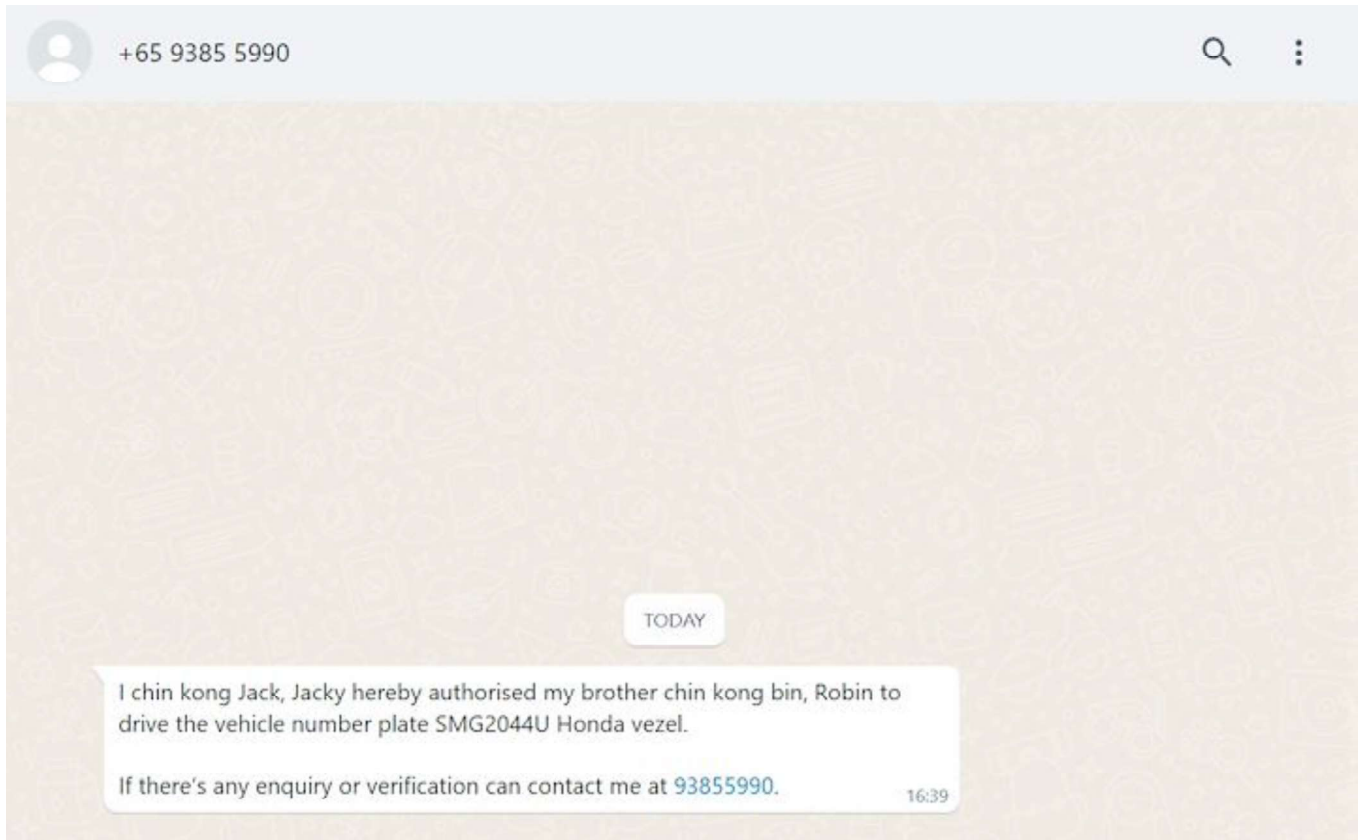 +65 9385 5990
TODAY
I chin kong Jack, Jacky hereby authorised my brother chin kong bin, Robin to
drive the vehicle number plate SMG2044U Honda vezel.
If there's any enquiry or verification can contact me at 93855990.
16:39